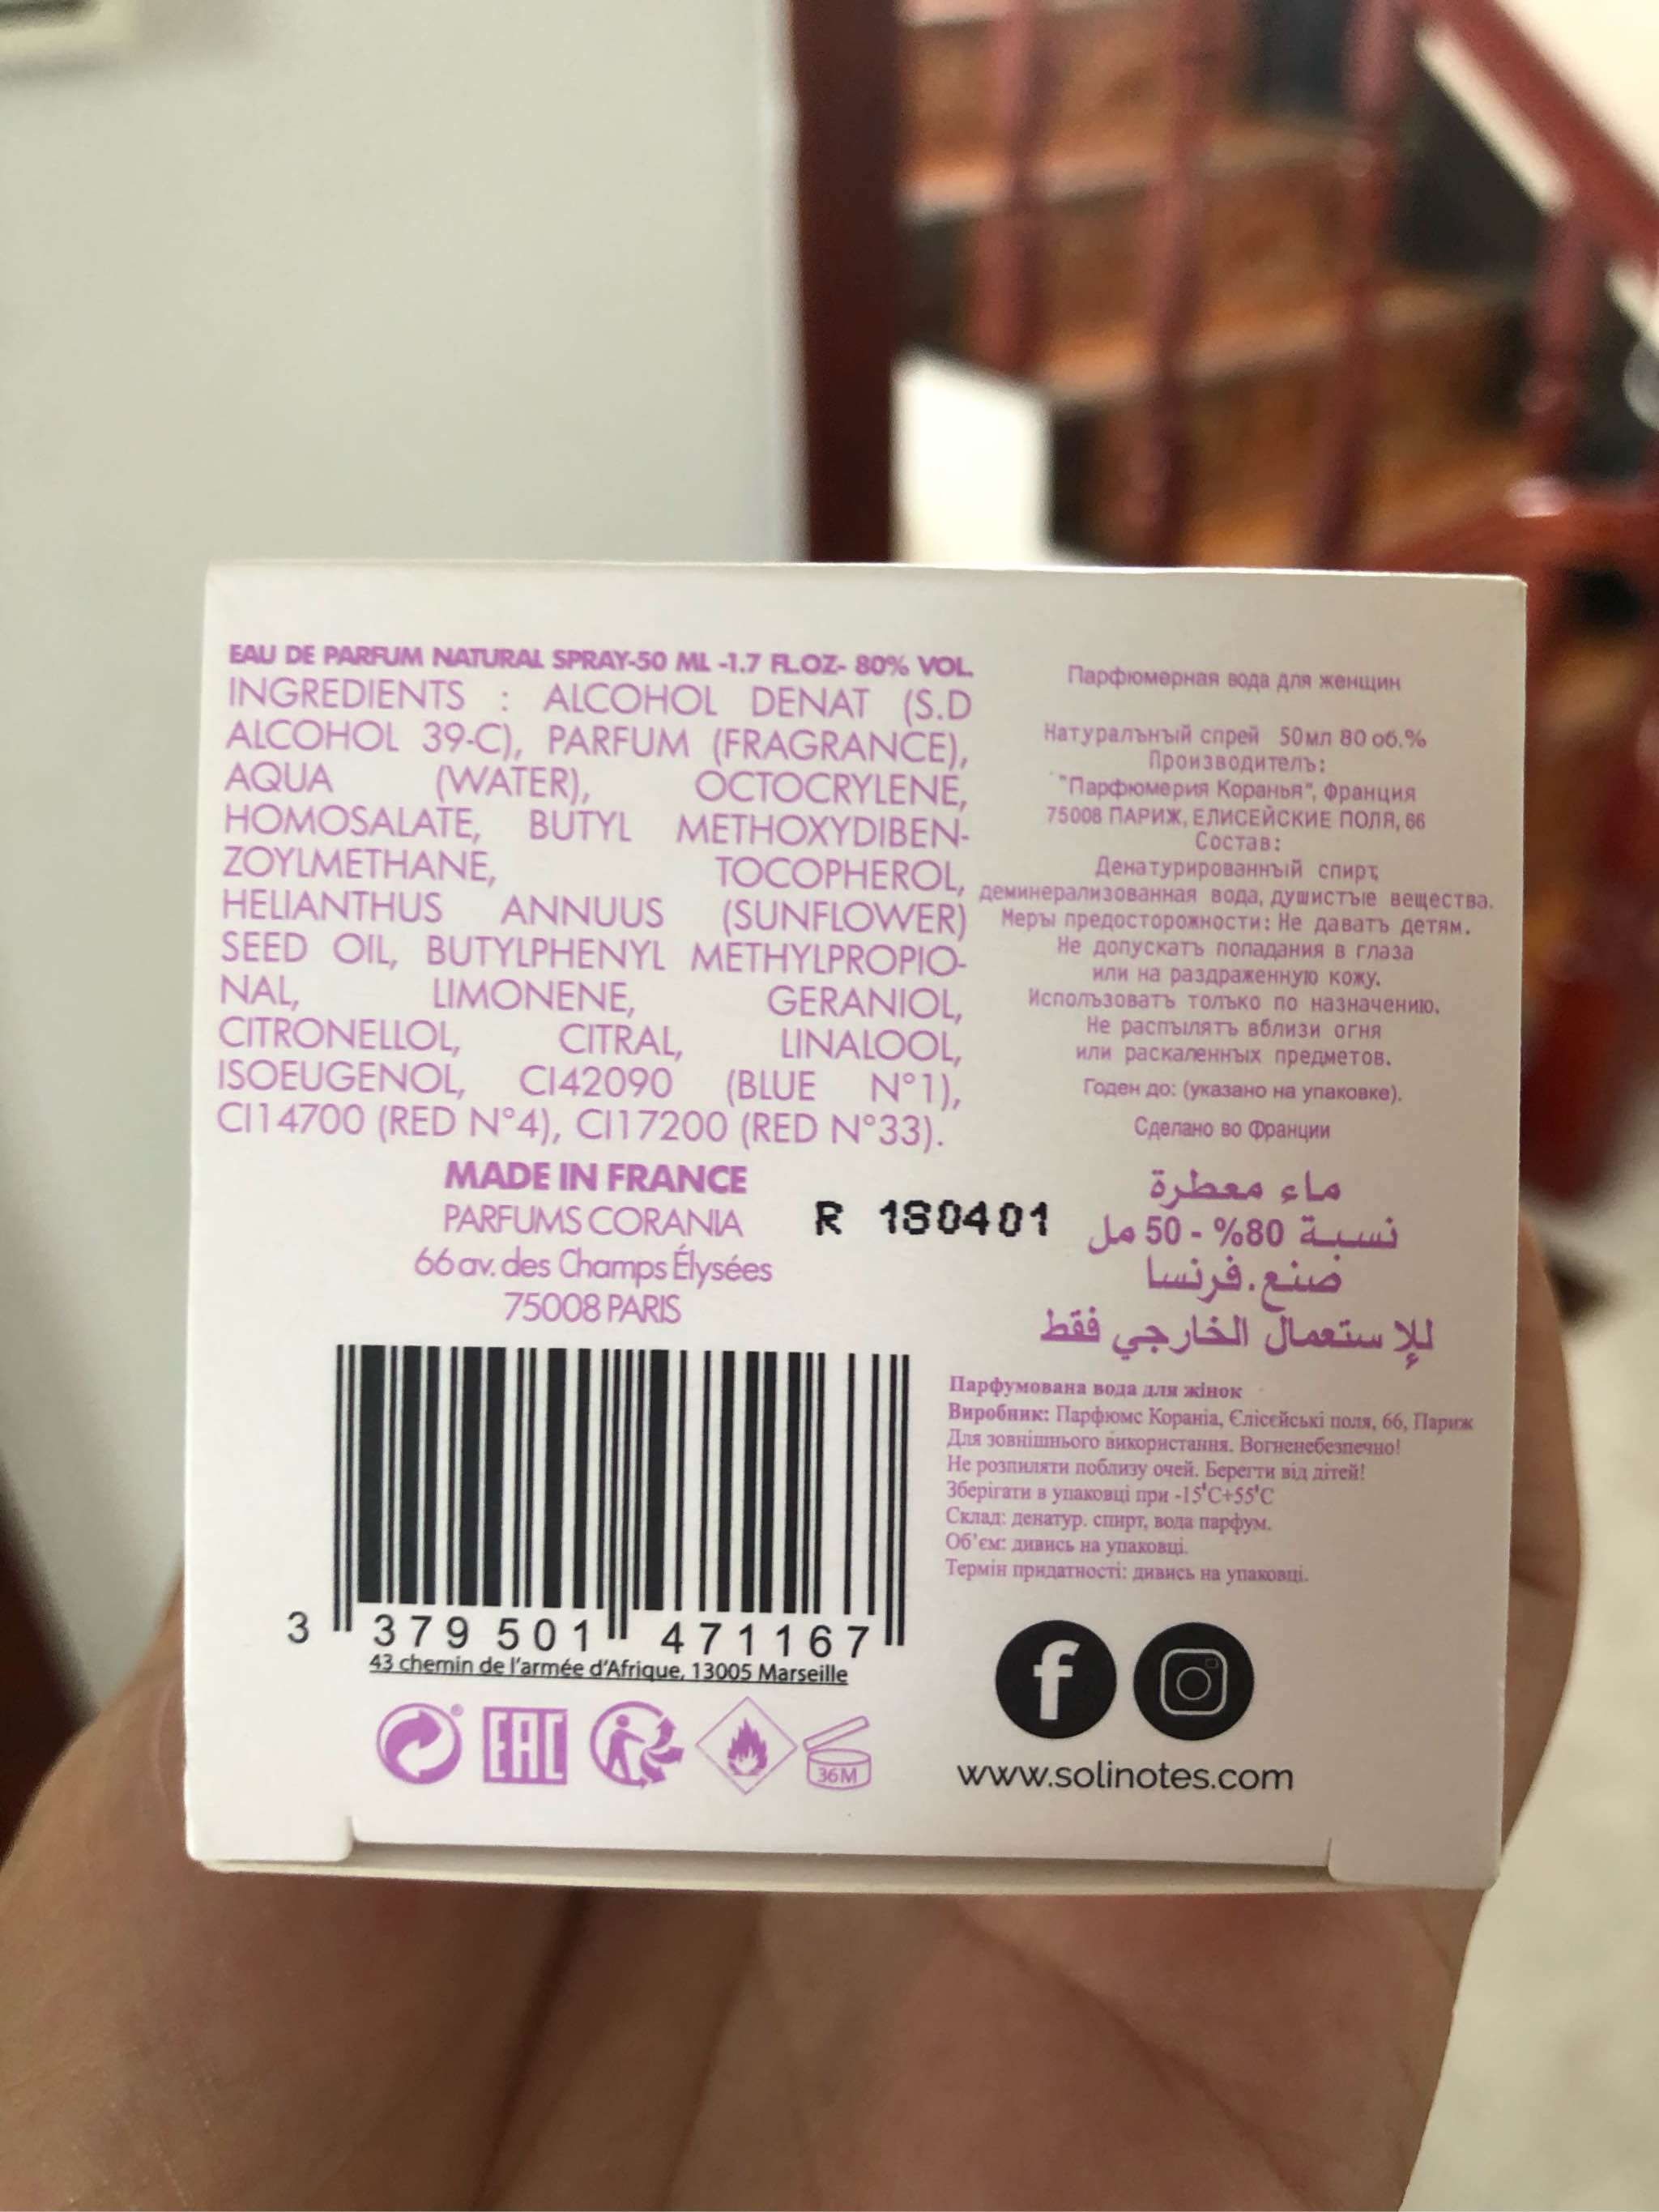 EAU DE PARFUM NATURAL SPRAY-50 ML -1.7 FL.OZ- 80% VOL
INGREDIENTS : ALCOHOL DENAT (S.D
ALCOHOL 39-C), PARFUM (FRAGRANCE),
AQUA (WATER), OCTOCRYLENE,
HOMOSALATE, BUTYL METHOXYDIBEN-
ZOYLMETHANE, TOCOPHEROL,
HELIANTHUS ANNUUS (SUNFLOWER)
SEED OIL, BUTYLPHENYL METHYLPROPIO-
NAL, LIMONENE, GERANIOL,
CITRONELLOL, CITRAL, LINALOOL,
ISOEUGENOL, CI42090 (BLUE N°1),
CI14700 (RED N°4), CI17200 (RED N°33).
MADE IN FRANCE
PARFUMS CORANIA
66 av. des Champs Élysées
75008 PARIS
R 180401
3 379501 471167
43 chemin de l'armée d'Afrique, 13005 Marseille
EAC
36M
Парфюмерная вода для женщин
Натуралъный спрей 50мл 80 об.%
Производителъ:
"Парфюмерия Коранья", Франция
75008 ПАРИЖ, ЕЛИСЕЙСКИЕ ПОЛЯ, 66
Состав:
Денатурированный спирт,
деминерализованная вода, душистые вещества.
Меры предосторожности: Не даватъ детям.
Не допускатъ попадания в глаза
или на раздраженную кожу.
Исполъзоватъ толъко по назначению.
Не распылятъ вблизи огня
или раскаленных предметов.
Годен до: (указано на упаковке).
Сделано во Франции
ماء معطرة
نسبة 80% - 50 مل
صنع.فرنسا
للإ ستعمال الخارجي فقط
Парфумована вода для жінок
Виробник: Парфюмс Кораніа, Єлісейські поля, 66, Париж
Для зовнішнього використання. Вогненебезпечно!
Не розпиляти поблизу очей. Берегти від дітей!
Зберігати в упаковці при -15'С+55'С
Склад: денатур. спирт, вода парфум.
Об'єм: дивись на упаковці.
Термін придатності: дивись на упаковці.
www.solinotes.com